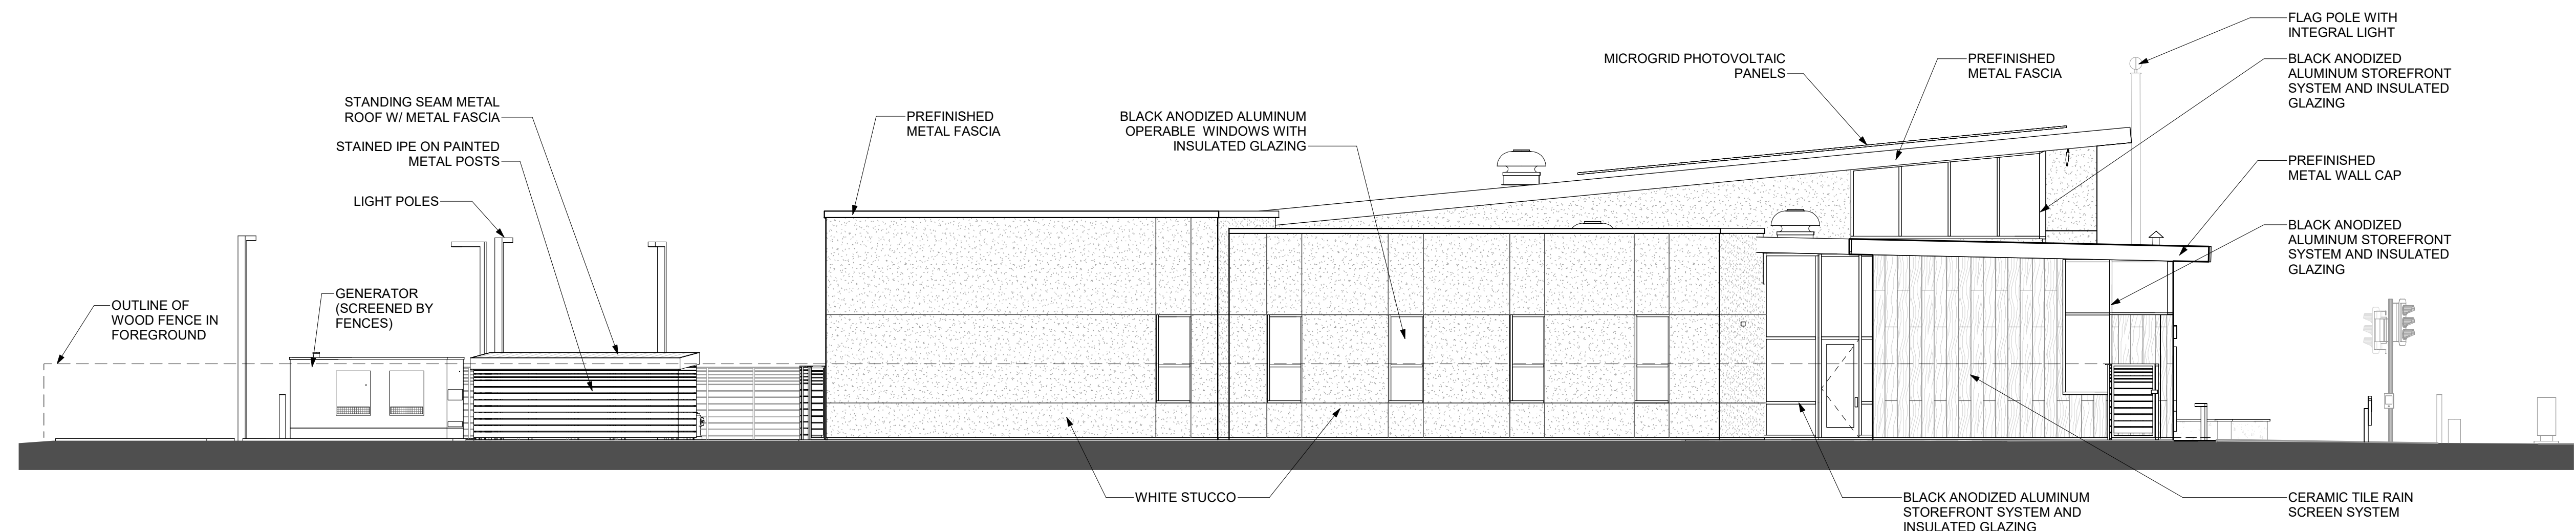 FLAG POLE WITH
INTEGRAL LIGHT
MICROGRID PHOTOVOLTAIC
PANELS
PREFINISHED
METAL FASCIA
BLACK ANODIZED
ALUMINUM STOREFRONT
SYSTEM AND INSULATED
GLAZING
STANDING SEAM METAL
ROOF W/ METAL FASCIA
PREFINISHED
METAL FASCIA
BLACK ANODIZED ALUMINUM
OPERABLE WINDOWS WITH
INSULATED GLAZING
STAINED IPE ON PAINTED
METAL POSTS
PREFINISHED
METAL WALL CAP
LIGHT POLES
BLACK ANODIZED
ALUMINUM STOREFRONT
SYSTEM AND INSULATED
GLAZING
GENERATOR
(SCREENED BY
FENCES)
OUTLINE OF
WOOD FENCE IN
FOREGROUND
WHITE STUCCO
BLACK ANODIZED ALUMINUM
STOREFRONT SYSTEM AND
INSULATED GLAZING
CERAMIC TILE RAIN
SCREEN SYSTEM